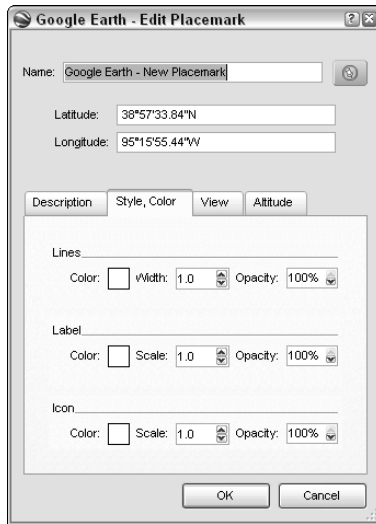 Google Earth - Edit Placemark
Name: Google Earth - New Placemark
Latitude: 38°57'33.84"N
Longitude: 95°15'55.44"W
Description Style, Color View Altitude
Lines
Color: Width: 1.0 Opacity: 100%
Label
Color: Scale: 1.0 Opacity: 100%
Icon
Color: Scale: 1.0 Opacity: 100%
OK Cancel